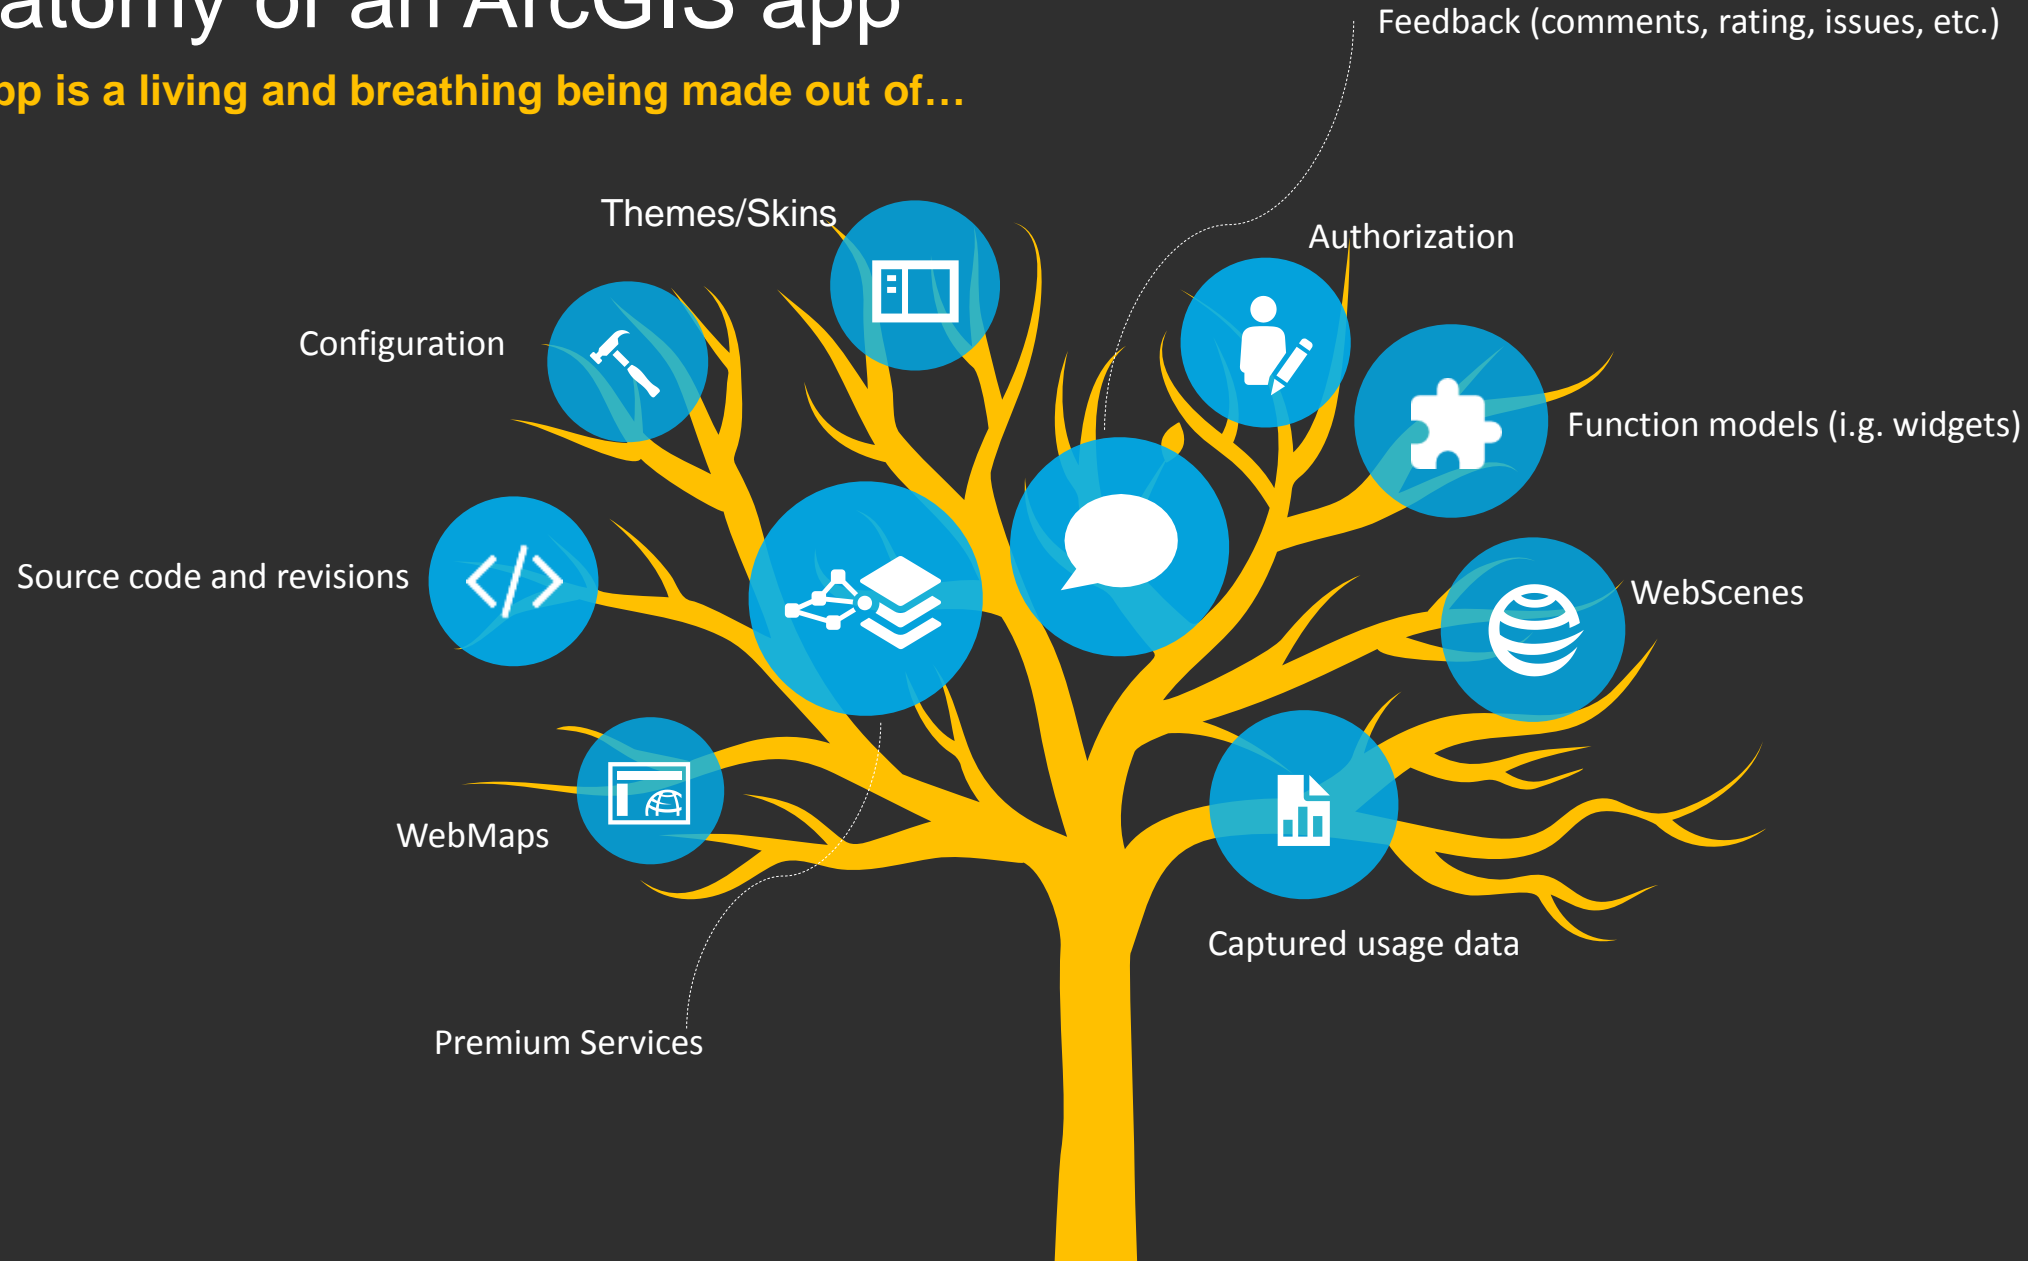 atomy of an ArcGIS app
Feedback (comments, rating, issues, etc.)
pp is a living and breathing being made out of…
Themes/Skins
Authorization
Configuration
Function models (i.g. widgets)
Source code and revisions
WebScenes
WebMaps
Captured usage data
Premium Services